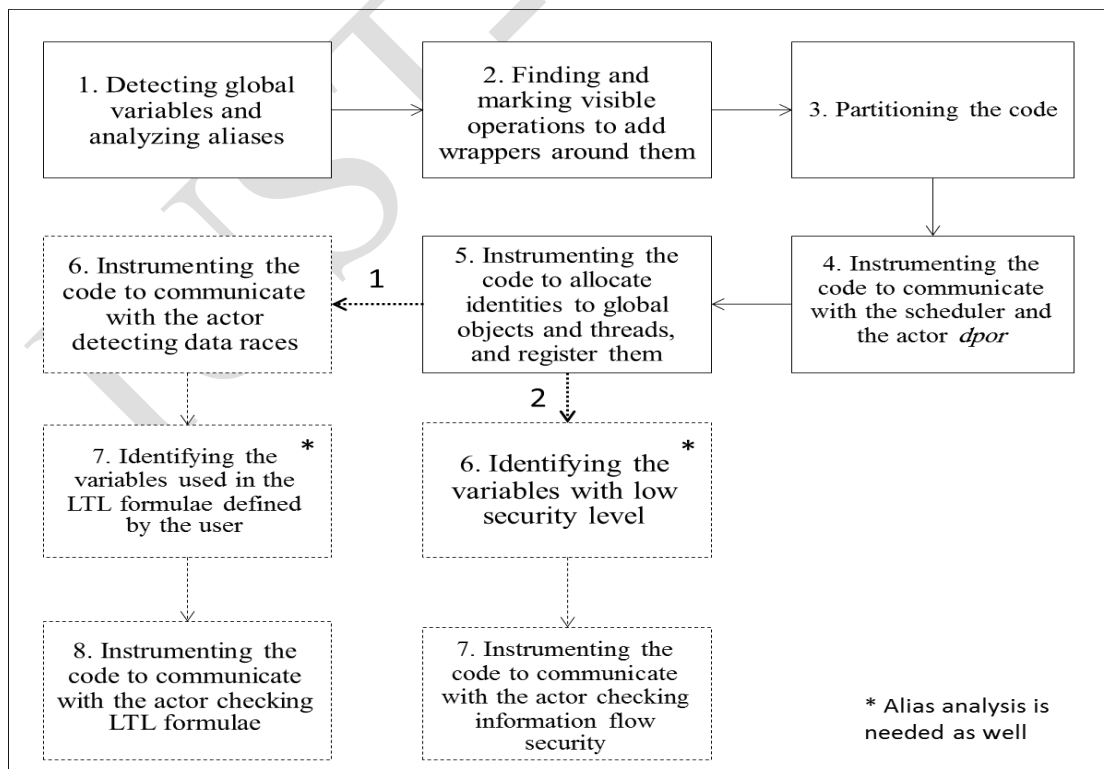 1. Detecting global
variables and
analyzing aliases
2. Finding and
marking visible
operations to add
wrappers around them
3. Partitioning the code
4. Instrumenting the
code to communicate
with the scheduler and
the actor dpor
5. Instrumenting the
code to allocate
identities to global
objects and threads,
and register them
1
6. Instrumenting the
code to communicate
with the actor
detecting data races
2
7. Identifying the
variables used in the
LTL formulae defined
by the user
*
8. Instrumenting the
code to communicate
with the actor checking
LTL formulae
6. Identifying the
variables with low
security level
*
7. Instrumenting the
code to communicate
with the actor checking
information flow
security
* Alias analysis is
needed as well